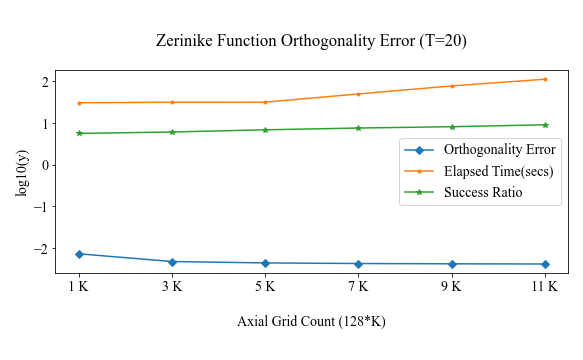 Zerinike Function Orthogonality Error (T=20)
2
1
0
−1
−2
log10(y)
Orthogonality Error
Elapsed Time(secs)
Success Ratio
1 K 3 K 5 K 7 K 9 K 11 K
Axial Grid Count (128*K)